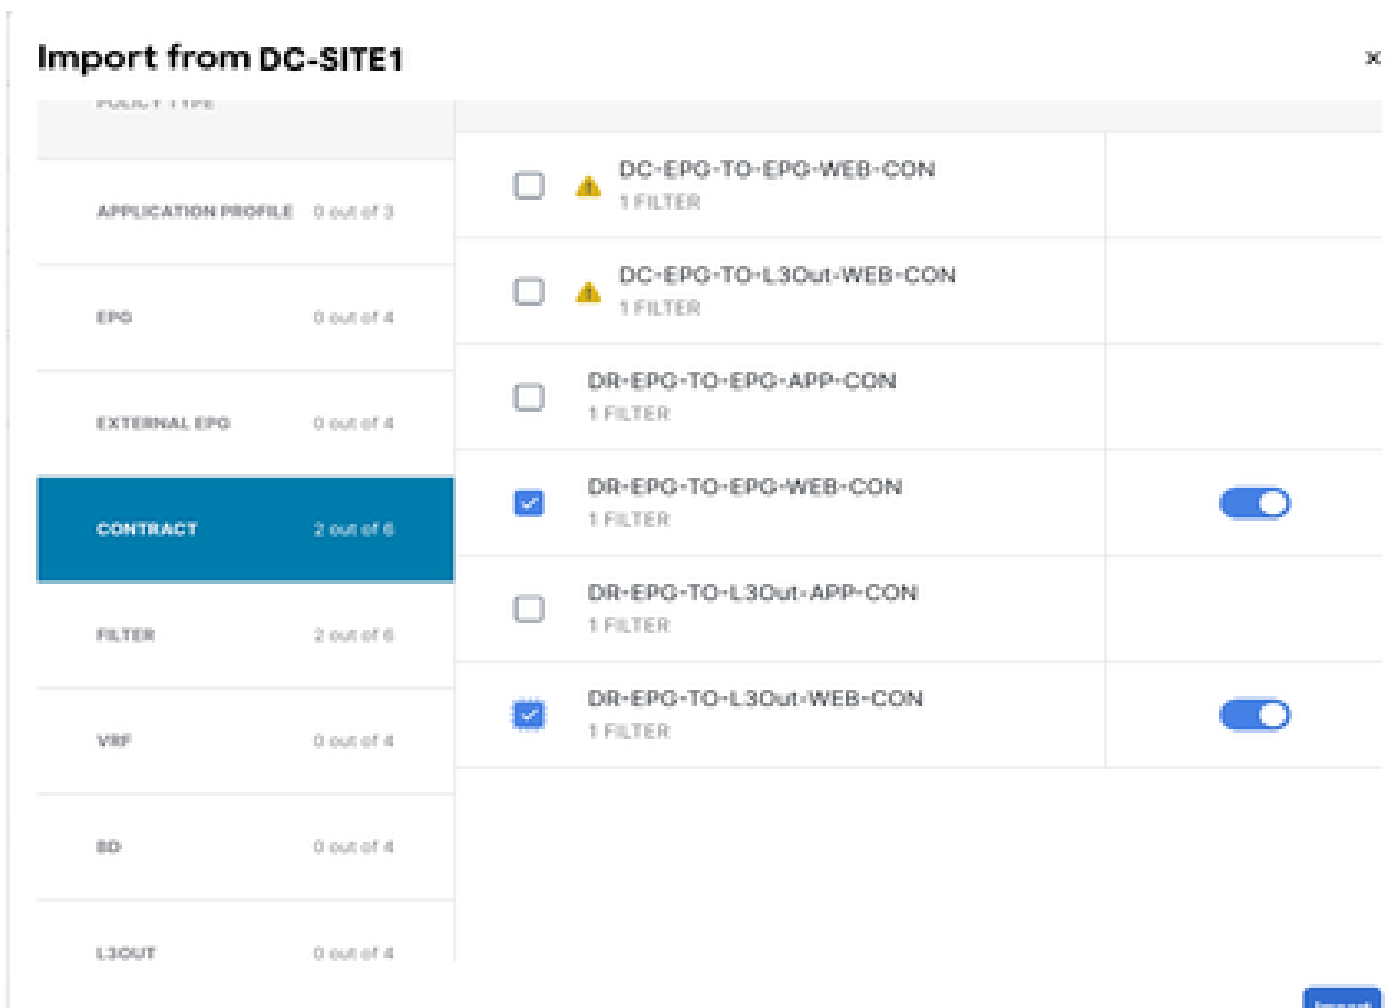 Import from DC-SITE1
×
POLICY TYPE
APPLICATION PROFILE 0 out of 3
EPG 0 out of 4
EXTERNAL EPG 0 out of 4
CONTRACT 2 out of 6
FILTER 2 out of 6
VRF 0 out of 4
BD 0 out of 4
L3OUT 0 out of 4
DC-EPG-TO-EPG-WEB-CON
1 FILTER
DC-EPG-TO-L3Out-WEB-CON
1 FILTER
DR-EPG-TO-EPG-APP-CON
1 FILTER
DR-EPG-TO-EPG-WEB-CON
1 FILTER
DR-EPG-TO-L3Out-APP-CON
1 FILTER
DR-EPG-TO-L3Out-WEB-CON
1 FILTER
Import